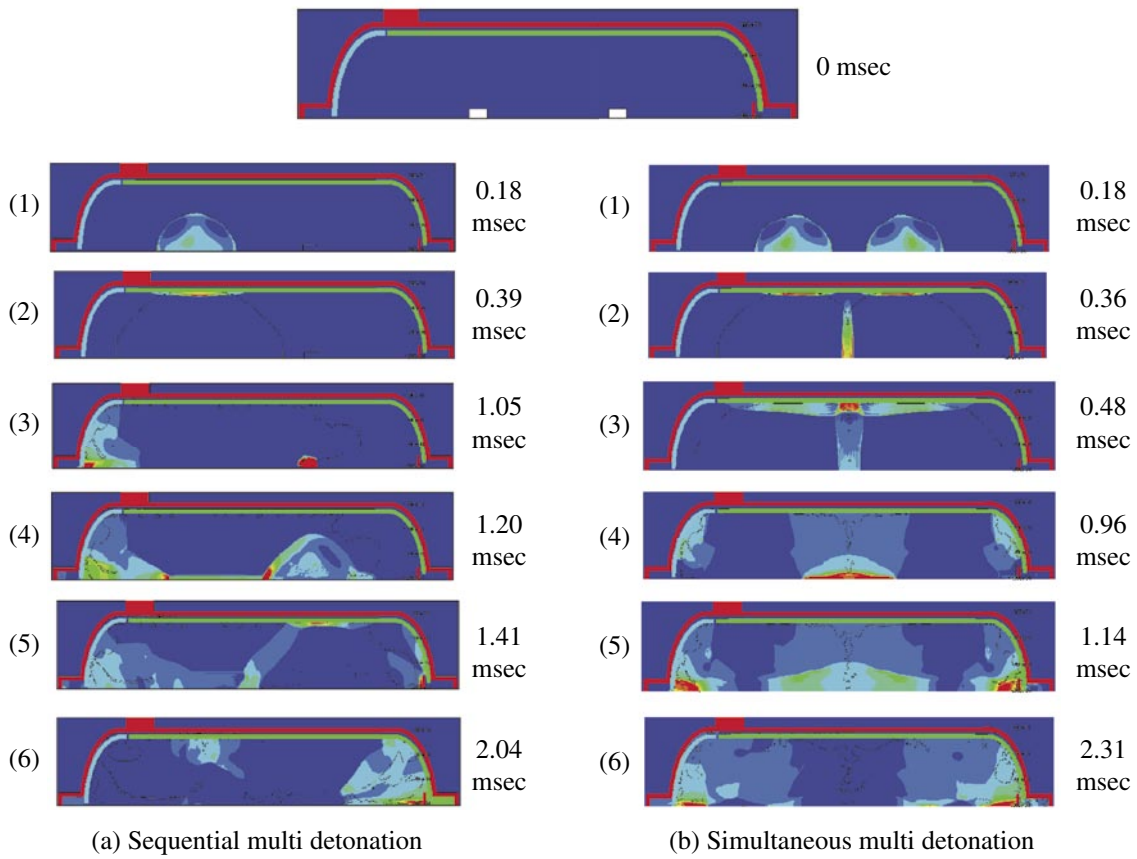 0 msec
(1)
0.18
msec
(2)
0.39
msec
(3)
1.05
msec
(4)
1.20
msec
(5)
1.41
msec
(6)
2.04
msec
(a) Sequential multi detonation
(1)
0.18
msec
(2)
0.36
msec
(3)
0.48
msec
(4)
0.96
msec
(5)
1.14
msec
(6)
2.31
msec
(b) Simultaneous multi detonation